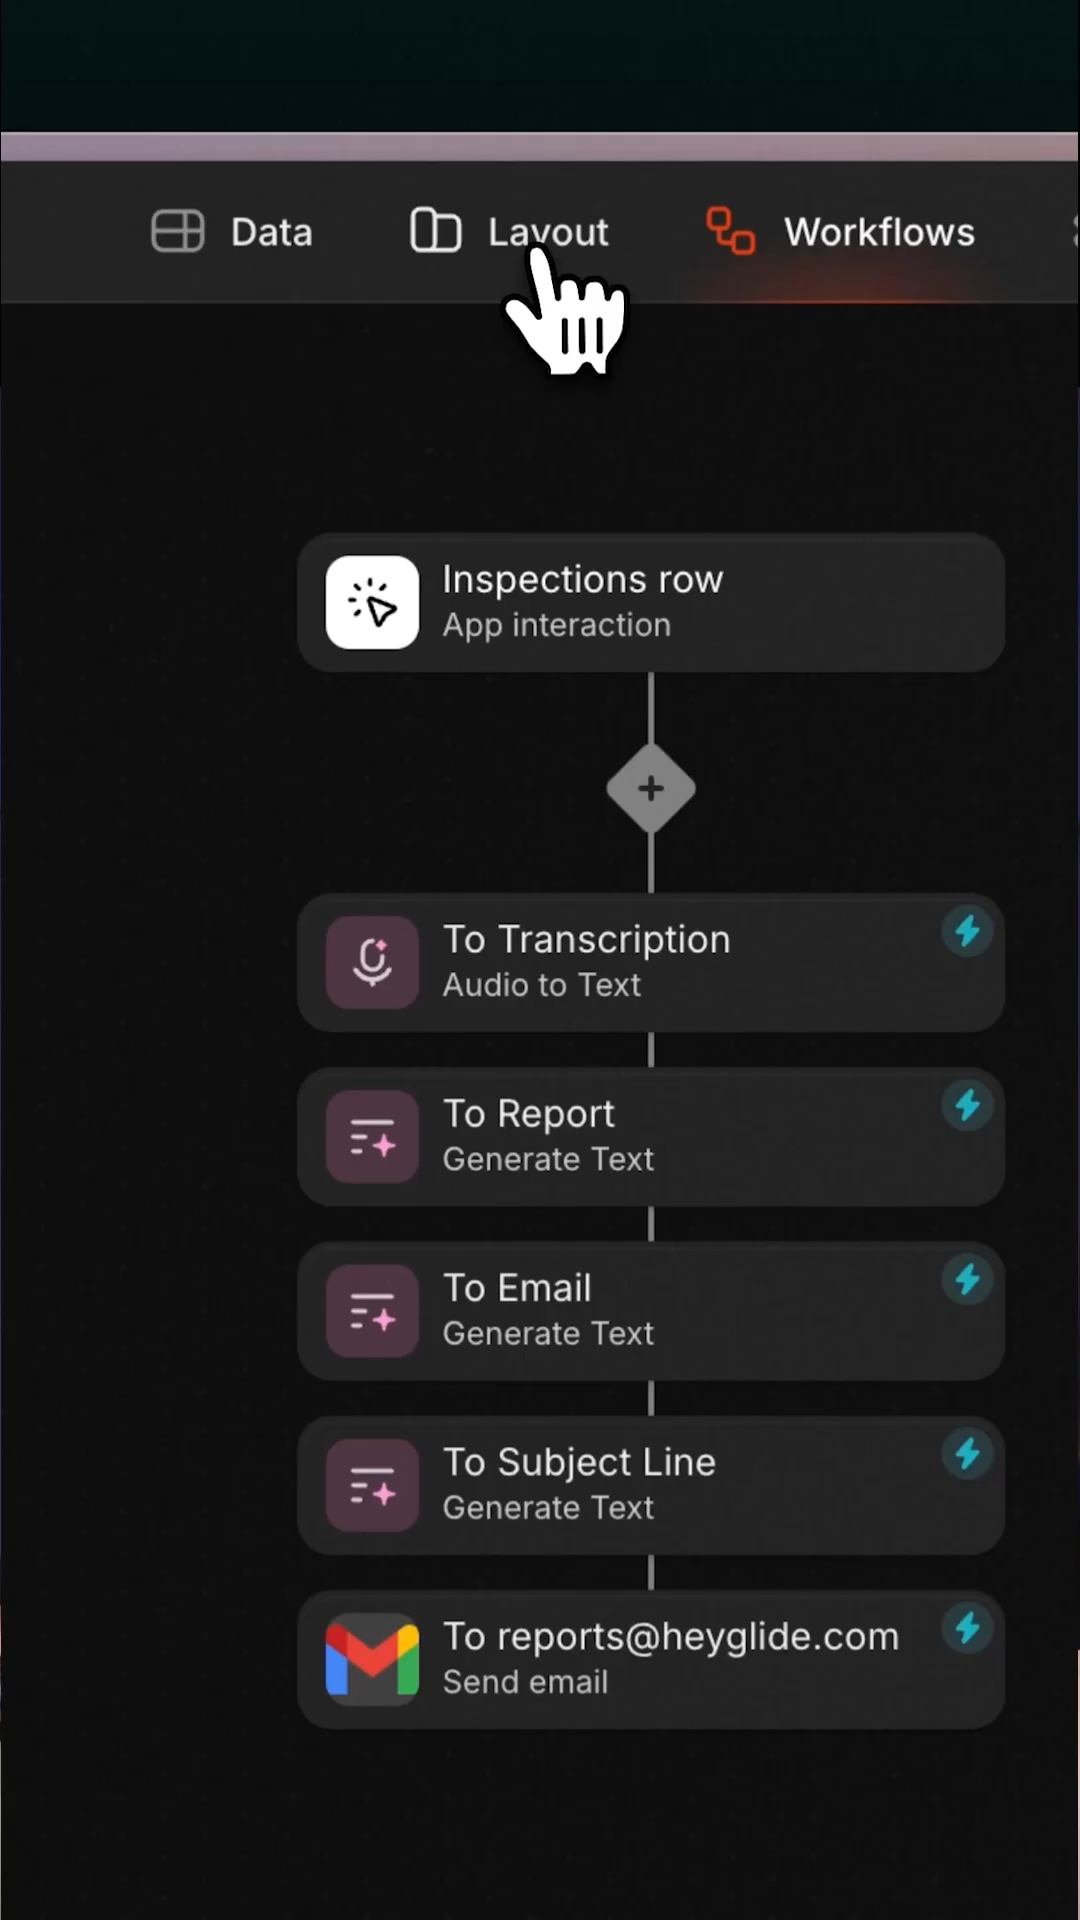 Data
Layout
Workflows
Inspections row
App interaction
To Transcription
Audio to Text
To Report
Generate Text
To Email
Generate Text
To Subject Line
Generate Text
To reports@heyglide.com
Send email